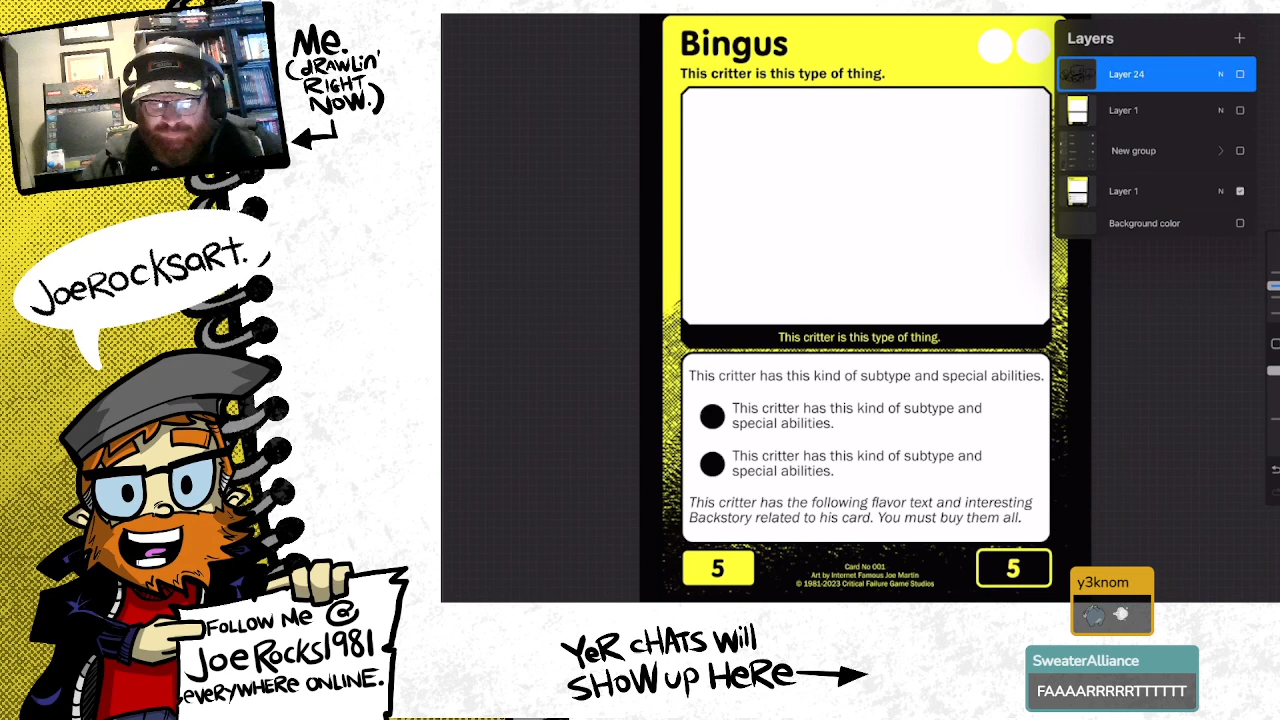 Me.
(dRAWLin'
RiGHT
NOW.)
JoeRocksart.
FOLLOW Me @
JoeRocks1981
eveRYWHeRe ONLiNe.
Bingus
This critter is this type of thing.
This critter is this type of thing.
This critter has this kind of subtype and special abilities.
This critter has this kind of subtype and
special abilities.
This critter has this kind of subtype and
special abilities.
This critter has the following flavor text and interesting
Backstory related to his card. You must buy them all.
5
Card No 001
Art by Internet Famous Joe Martin
© 1981-2023 Critical Failure Game Studios
5
Layers +
Layer 24 N
Layer 1 N
New group
Layer 1 N
Background color
YeR cHATs WiLL
SHoW up HeRe
y3knom
SweaterAlliance
FAAAARRRRRTTTTTT